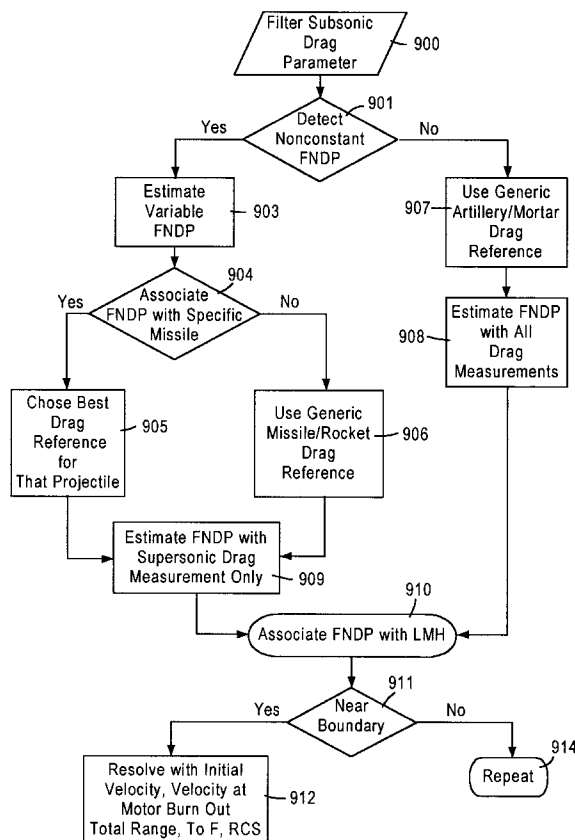 Filter Subsonic
Drag
Parameter
900
901
Detect
Nonconstant
FNDP
Yes
No
Estimate
Variable
FNDP
903
907
Use Generic
Artillery/Mortar
Drag
Reference
904
Associate
FNDP with Specific
Missile
Yes
No
908
Estimate FNDP
with All
Drag
Measurements
Chose Best
Drag
Reference
for
That Projectile
905
Use Generic
Missile/Rocket
Drag
Reference
906
Estimate FNDP with
Supersonic Drag
Measurement Only
909
910
Associate FNDP with LMH
911
Near
Boundary
Yes
No
Resolve with Initial
Velocity, Velocity at
Motor Burn Out
Total Range, To F, RCS
912
914
Repeat